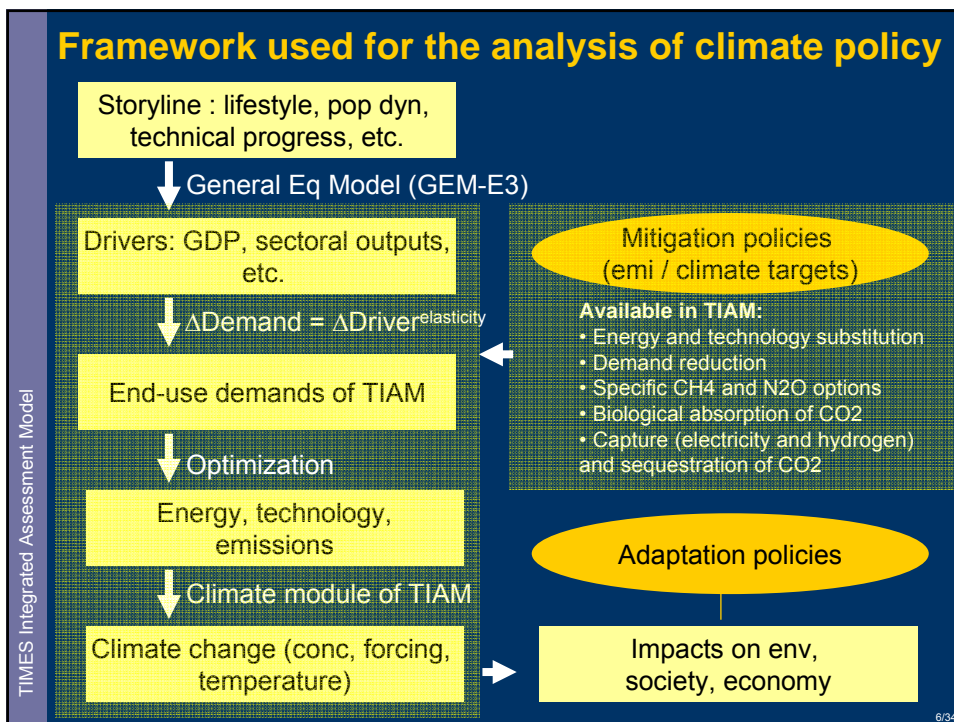 Framework used for the analysis of climate policy
Storyline : lifestyle, pop dyn,
technical progress, etc.
General Eq Model (GEM-E3)
Drivers: GDP, sectoral outputs,
etc.
ΔDemand = ΔDriver^elasticity
End-use demands of TIAM
Optimization
Energy, technology,
emissions
Climate module of TIAM
Climate change (conc, forcing,
temperature)
Mitigation policies
(emi / climate targets)
Available in TIAM:
• Energy and technology substitution
• Demand reduction
• Specific CH4 and N2O options
• Biological absorption of CO2
• Capture (electricity and hydrogen)
and sequestration of CO2
Adaptation policies
Impacts on env,
society, economy
TIMES Integrated Assessment Model
6/34